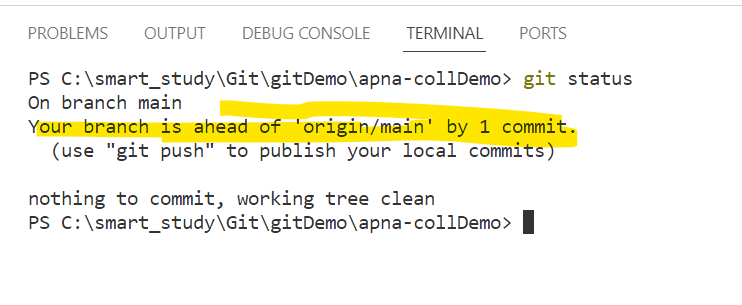 PROBLEMS OUTPUT DEBUG CONSOLE TERMINAL PORTS
PS C:\smart_study\Git\gitDemo\apna-collDemo> git status
On branch main
Your branch is ahead of 'origin/main' by 1 commit.
  (use "git push" to publish your local commits)
nothing to commit, working tree clean
PS C:\smart_study\Git\gitDemo\apna-collDemo>